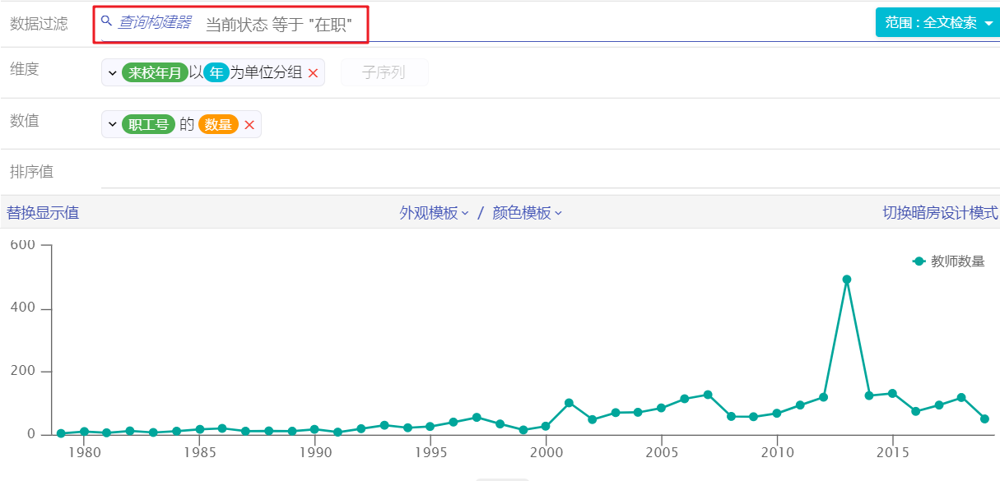 数据过滤 查询构建器 当前状态 等于 "在职" 范围 : 全文检索
维度 来校年月 以 年 为单位分组 子序列
数值 职工号 的 数量
排序值
替换显示值 外观模板 / 颜色模板 切换暗房设计模式
600
教师数量
400
200
0
1980 1985 1990 1995 2000 2005 2010 2015